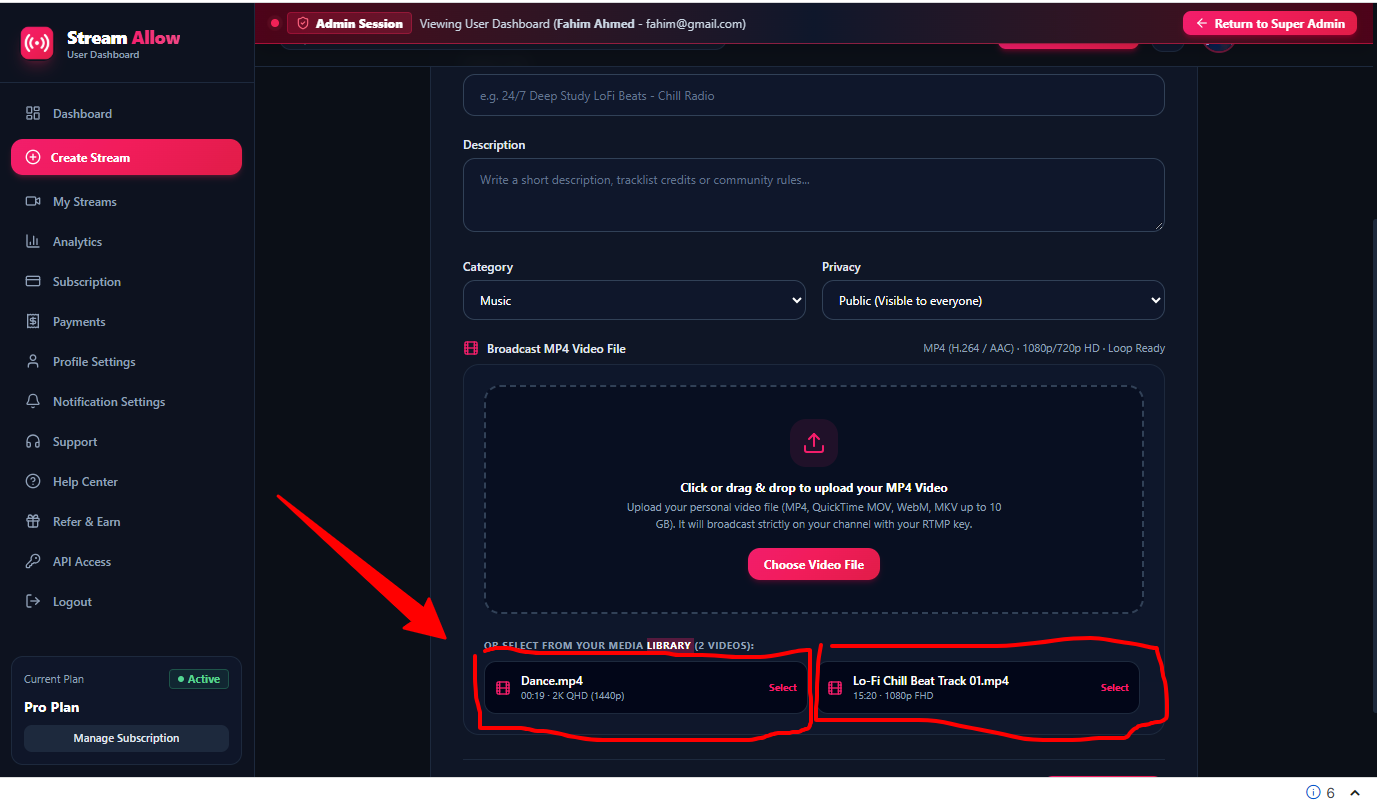 Stream Allow
User Dashboard
Admin Session
Viewing User Dashboard (Fahim Ahmed - fahim@gmail.com)
Return to Super Admin
Dashboard
Create Stream
My Streams
Analytics
Subscription
Payments
Profile Settings
Notification Settings
Support
Help Center
Refer & Earn
API Access
Logout
Current Plan
Active
Pro Plan
Manage Subscription
e.g. 24/7 Deep Study LoFi Beats - Chill Radio
Description
Write a short description, tracklist credits or community rules...
Category
Privacy
Music
Public (Visible to everyone)
Broadcast MP4 Video File
MP4 (H.264 / AAC) · 1080p/720p HD · Loop Ready
Click or drag & drop to upload your MP4 Video
Upload your personal video file (MP4, QuickTime MOV, WebM, MKV up to 10
GB). It will broadcast strictly on your channel with your RTMP key.
Choose Video File
OR SELECT FROM YOUR MEDIA LIBRARY (2 VIDEOS):
Dance.mp4
00:19 · 2K QHD (1440p)
Select
Lo-Fi Chill Beat Track 01.mp4
15:20 · 1080p FHD
Select
6